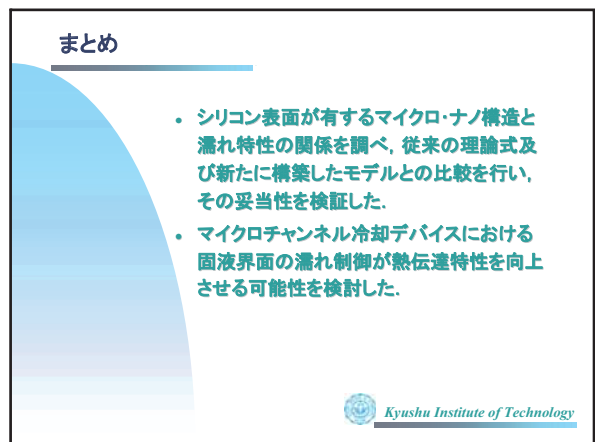 まとめ
• シリコン表面が有するマイクロ・ナノ構造と
濡れ特性の関係を調べ, 従来の理論式及
び新たに構築したモデルとの比較を行い,
その妥当性を検証した.
• マイクロチャンネル冷却デバイスにおける
固液界面の濡れ制御が熱伝達特性を向上
させる可能性を検討した.
Kyushu Institute of Technology